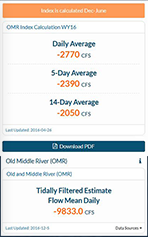 Index is calculated Dec-June
OMR Index Calculation WY16
Daily Average
-2770 CFS
5-Day Average
-2390 CFS
14-Day Average
-2050 CFS
Last Updated: 2016-03-26
Download PDF
Old Middle River (OMR)
Old and Middle River (OMR)
Tidally Filtered Estimate
Flow Mean Daily
-9833.0 CFS
Last Updated: 2016-12-5
Data Sources